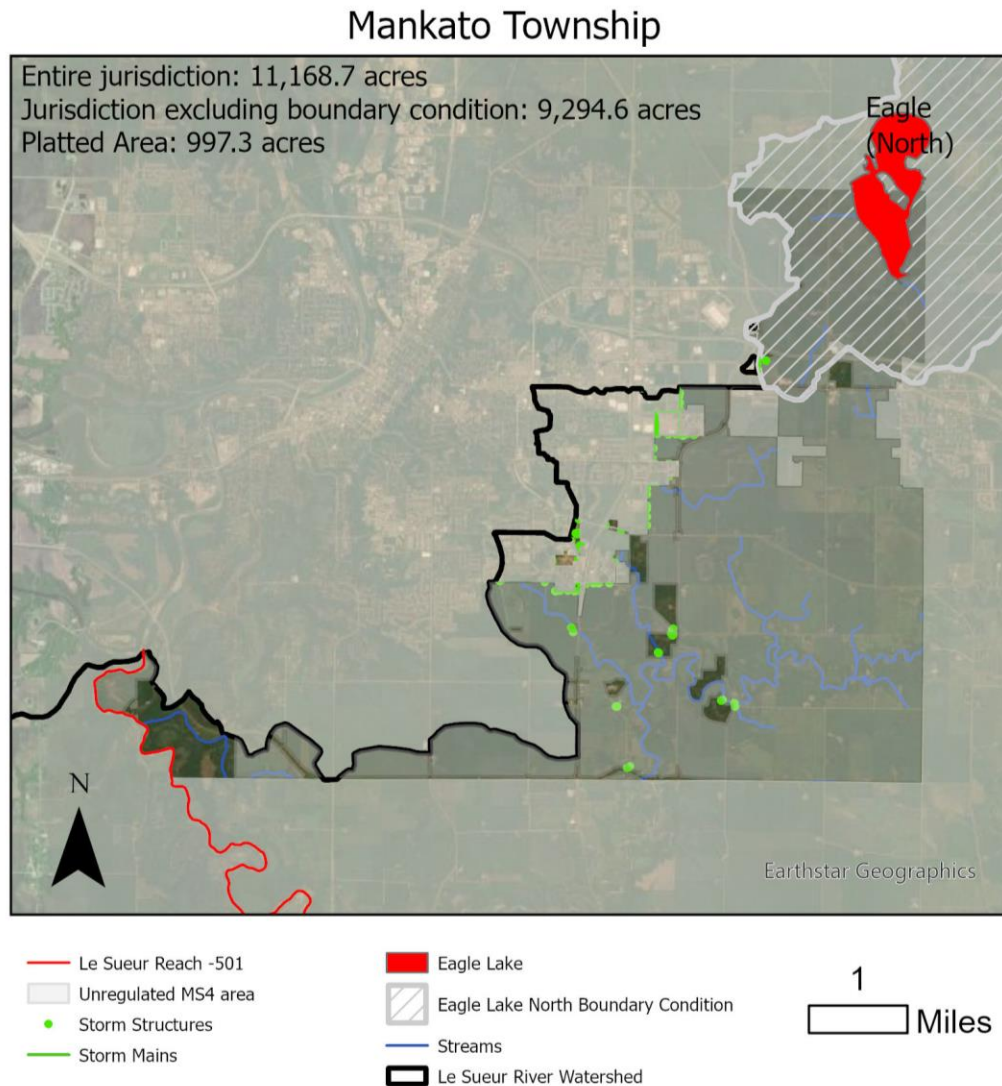 Mankato Township
Entire jurisdiction: 11,168.7 acres
Jurisdiction excluding boundary condition: 9,294.6 acres
Platted Area: 997.3 acres
Eagle
(North)
N
Earthstar Geographics
Le Sueur Reach -501
Unregulated MS4 area
Storm Structures
Storm Mains
Eagle Lake
Eagle Lake North Boundary Condition
Streams
Le Sueur River Watershed
1
Miles